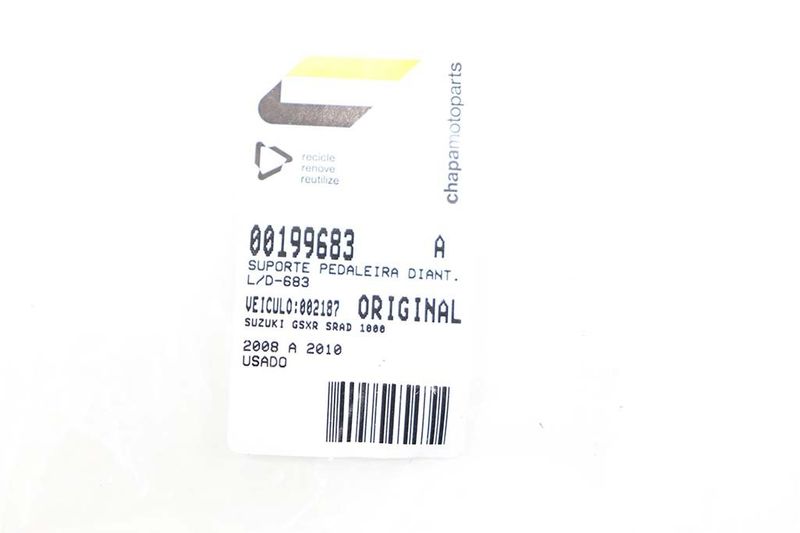 chapamotoparts
recicle
renove
reutilize
00199683 A
SUPORTE PEDALEIRA DIANT.
L/D-683
VEICULO:002187 ORIGINAL
SUZUKI GSXR SRAD 1000
2008 A 2010
USADO